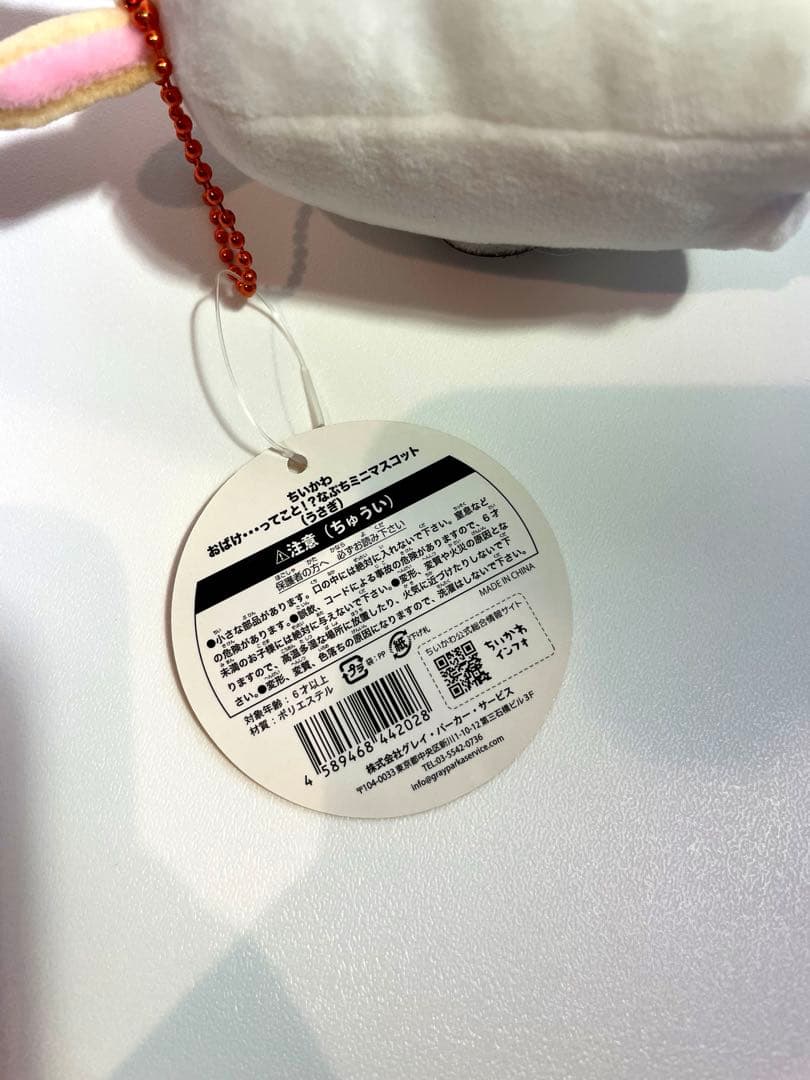 ちいかわ
おばけ・・・ってこと!?なぷちミニマスコット
(うさぎ)
⚠注意(ちゅうい)
保護者の方へ 必ずお読み下さい
●小さな部品があります。口の中には絶対に入れないで下さい。窒息など
の危険があります。●誤飲、コードによる事故の危険がありますので、6才
未満のお子様には絶対に与えないで下さい。●変形、変質や火災の原因とな
りますので、高温多湿な場所に放置したり、火気に近づけたりしないで下
さい。●変形、変質、色落ちの原因になりますので、洗濯はしないで下さい。
MADE IN CHINA
対象年齢:6才以上
材質:ポリエステル
プラ
袋:PP
紙
下げ札
ちいかわ公式総合情報サイト
ちいかわ
インフォ
4 589468 442028
株式会社グレイ・パーカー・サービス
〒104-0033 東京都中央区新川1-10-12 第三石橋ビル3F
TEL:03-5542-0736
info@grayparkaservice.com